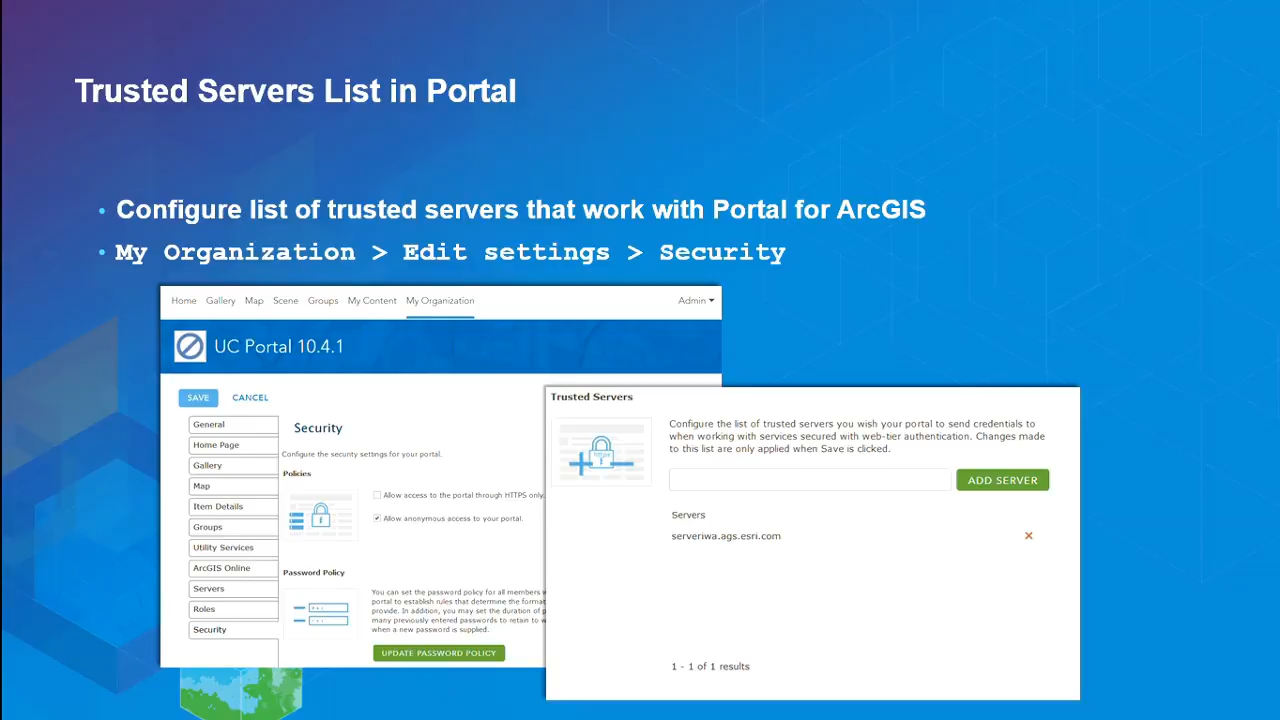 Trusted Servers List in Portal
• Configure list of trusted servers that work with Portal for ArcGIS
• My Organization > Edit settings > Security
Home Gallery Map Scene Groups My Content My Organization Admin
UC Portal 10.4.1
SAVE CANCEL
General
Home Page
Gallery
Map
Item Details
Groups
Utility Services
ArcGIS Online
Servers
Roles
Security
Security
Configure the security settings for your portal.
Policies
Allow access to the portal through HTTPS only.
Allow anonymous access to your portal.
Password Policy
You can set the password policy for all members
portal to establish rules that determine the format
provide. In addition, you may set the duration of
many previously entered passwords to retain to
when a new password is supplied.
UPDATE PASSWORD POLICY
Trusted Servers
https
Configure the list of trusted servers you wish your portal to send credentials to
when working with services secured with web-tier authentication. Changes made
to this list are only applied when Save is clicked.
ADD SERVER
Servers
serveriwa.ags.esri.com
1 - 1 of 1 results